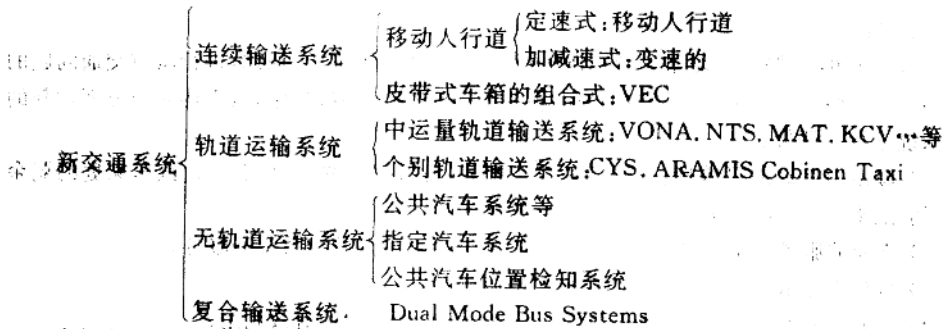 定速式:移动人行道
移动人行道
加减速式:变速的
连续输送系统
皮带式车箱的组合式:VEC
中运量轨道输送系统:VONA. NTS. MAT. KCV…等
轨道运输系统
个别轨道输送系统:CYS. ARAMIS Cobinen Taxi
新交通系统
公共汽车系统等
无轨道运输系统 指定汽车系统
公共汽车位置检知系统
复合输送系统. Dual Mode Bus Systems